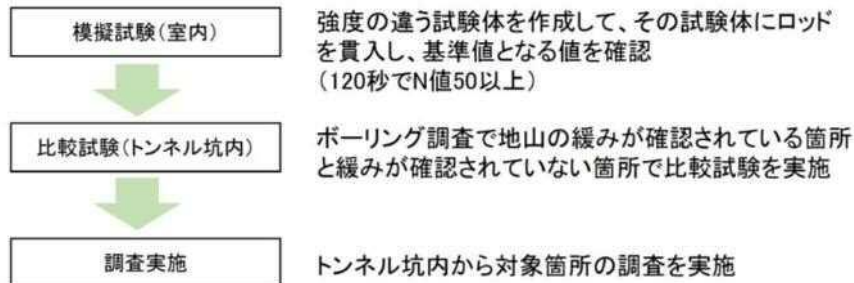 模擬試験(室内)
強度の違う試験体を作成して、その試験体にロッド
を貫入し、基準値となる値を確認
(120秒でN値50以上)
比較試験(トンネル坑内)
ボーリング調査で地山の緩みが確認されている箇所
と緩みが確認されていない箇所で比較試験を実施
調査実施
トンネル坑内から対象箇所の調査を実施